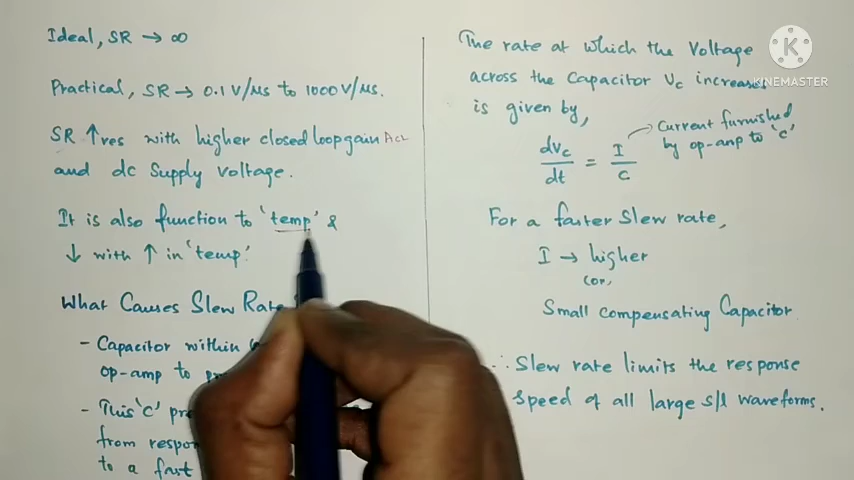 Ideal, SR → ∞
Practical, SR → 0.1 V/μs to 1000 V/μs.
SR ↑res with higher closed loop gain ACL
and dc supply voltage.
It is also function to 'temp' &
↓ with ↑ in 'temp'
What Causes Slew Rate
- Capacitor within
op-amp to
- This 'C'
from
to a fast
The rate at which the Voltage
across the Capacitor Vc increases
is given by,
dvc/dt = I/C
Current furnished
by op-amp to 'C'
For a faster Slew rate,
I → higher
(or)
Small compensating Capacitor.
∴ Slew rate limits the response
speed of all large s/l waveforms.
KINEMASTER